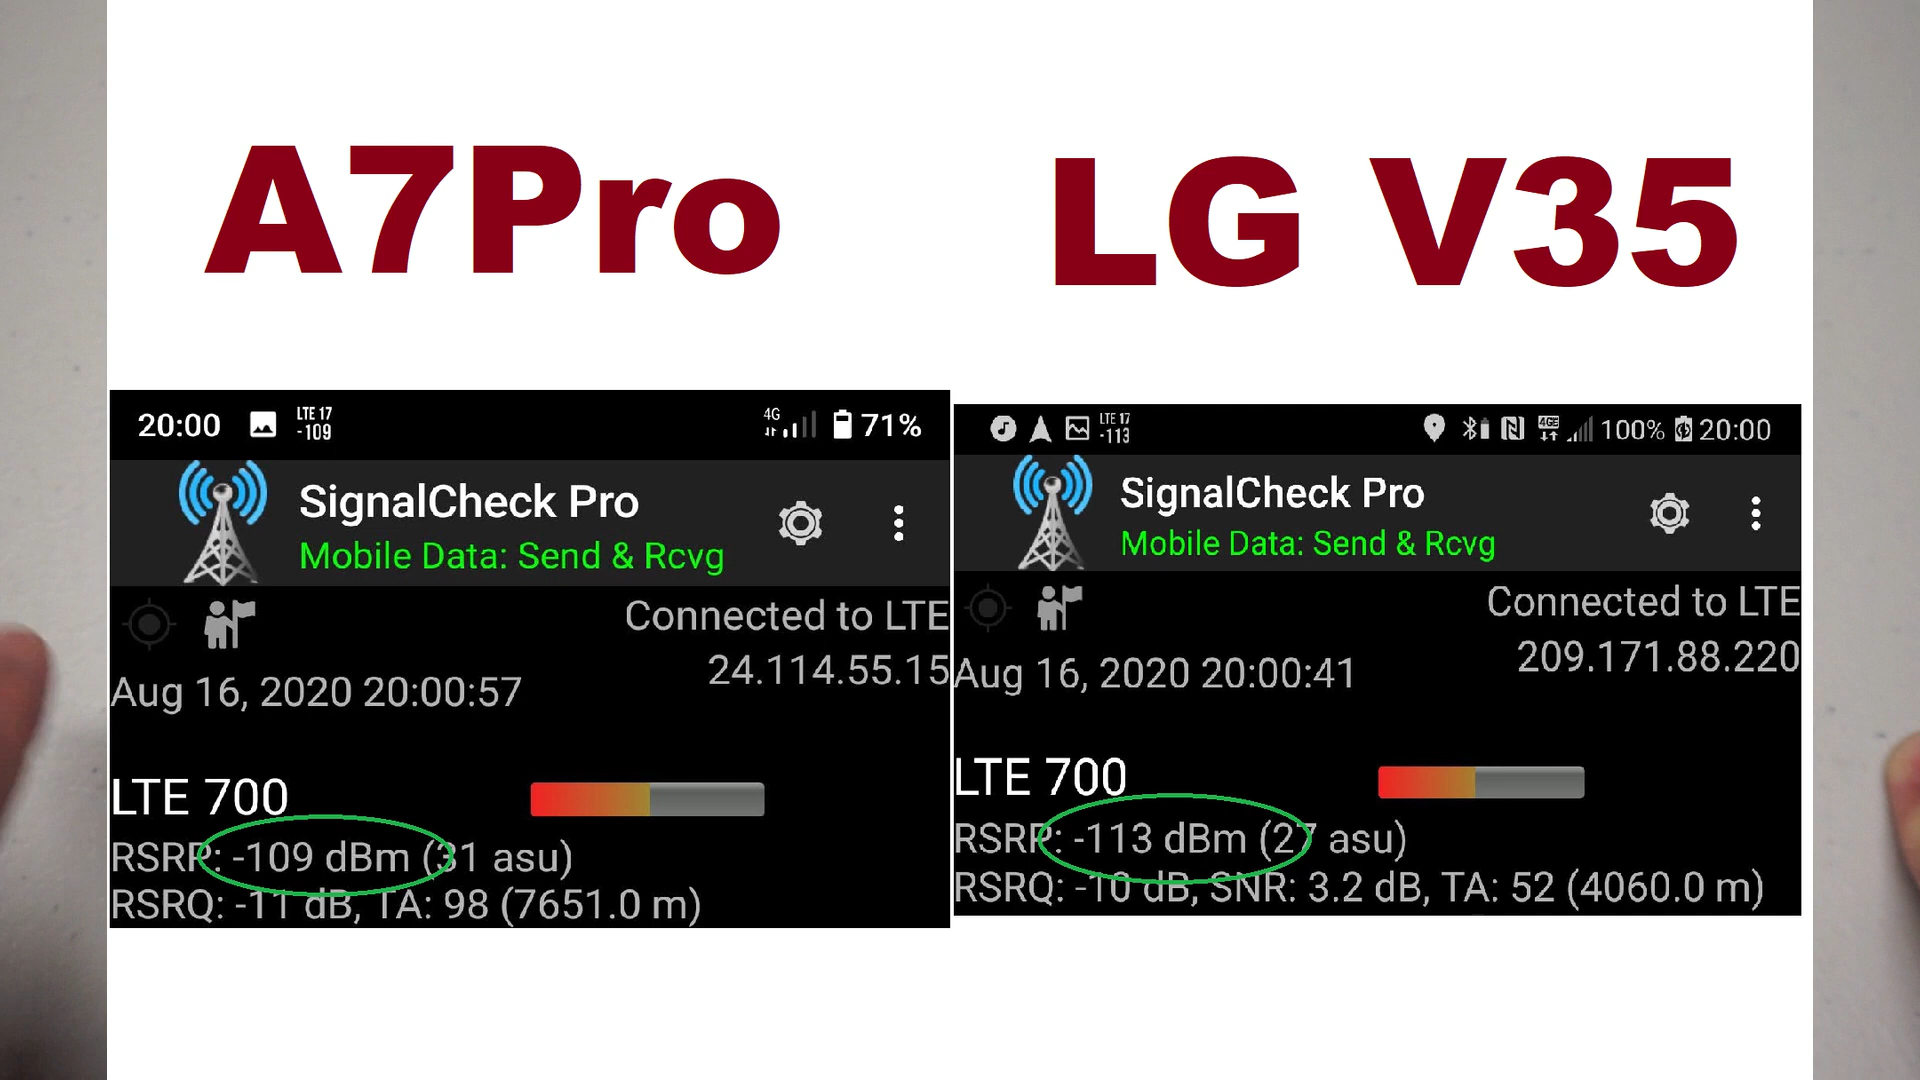 A7Pro
LG V35
20:00
LTE 17
-109
4G
71%
SignalCheck Pro
Mobile Data: Send & Rcvg
Connected to LTE
24.114.55.15
Aug 16, 2020 20:00:57
LTE 700
RSRP: -109 dBm (31 asu)
RSRQ: -11 dB, TA: 98 (7651.0 m)
LTE 17
-113
4GE
100%
20:00
SignalCheck Pro
Mobile Data: Send & Rcvg
Connected to LTE
209.171.88.220
Aug 16, 2020 20:00:41
LTE 700
RSRP: -113 dBm (27 asu)
RSRQ: -10 dB, SNR: 3.2 dB, TA: 52 (4060.0 m)